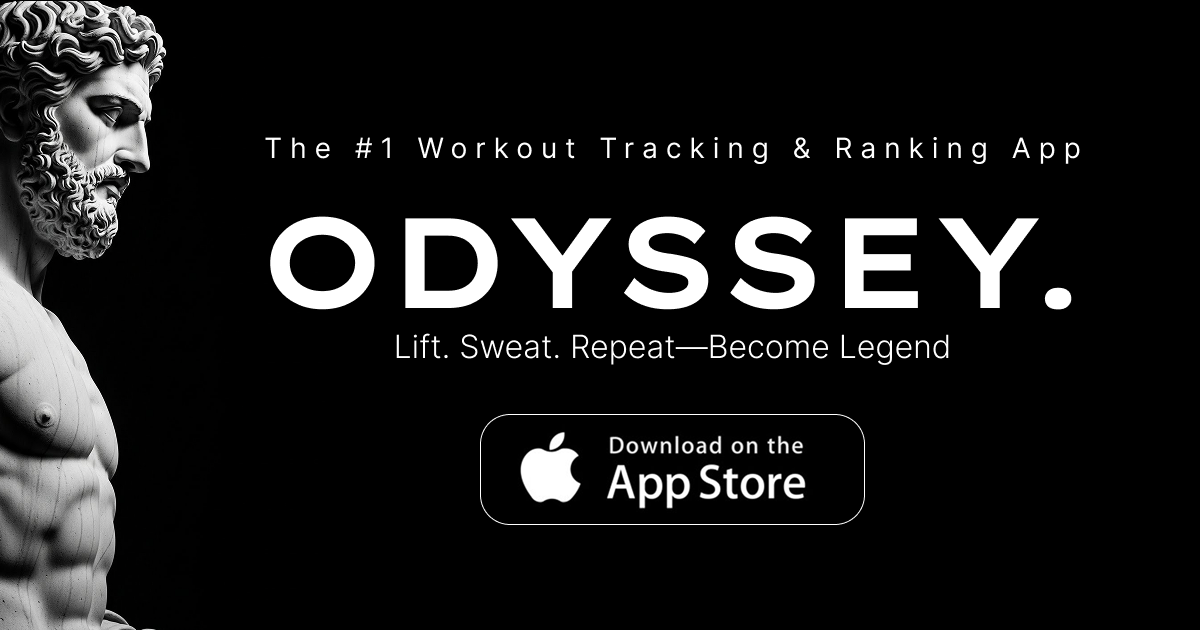 The #1 Workout Tracking & Ranking App
ODYSSEY.
Lift. Sweat. Repeat—Become Legend
Download on the
App Store